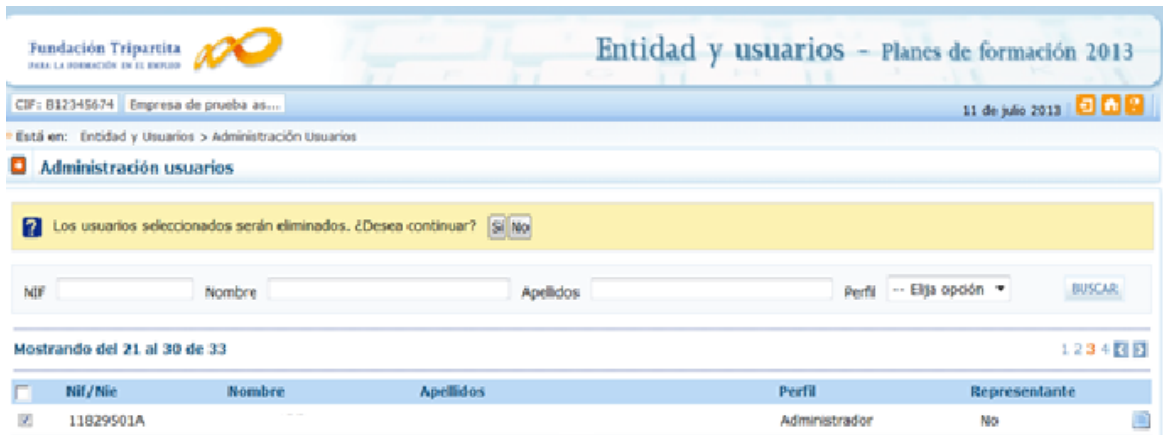 Fundación Tripartita
PARA LA FORMACIÓN EN EL EMPLEO
Entidad y usuarios - Planes de formación 2013
CIF: B12345674 Empresa de prueba as...
11 de julio 2013
Está en: Entidad y Usuarios > Administración Usuarios
Administración usuarios
? Los usuarios seleccionados serán eliminados. ¿Desea continuar? Si No
NIF Nombre Apellidos Perfil -- Elija opción BUSCAR
Mostrando del 21 al 30 de 33 1 2 3 4
Nif/Nie Nombre Apellidos Perfil Representante
11829501A Administrador No